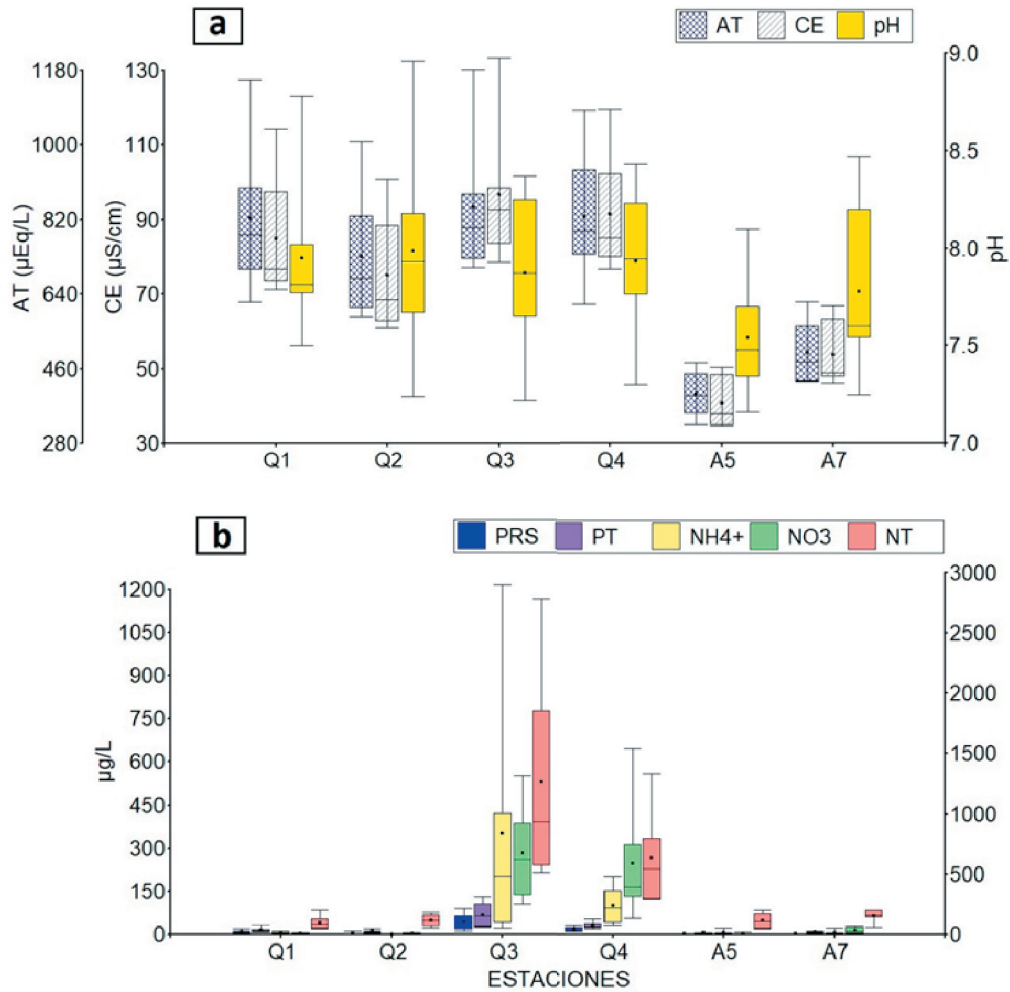 a
AT CE pH
1180 130 9.0
1000 110 8.5
820 90
8.0
640 70
7.5
460 50
280 30 7.0
AT (µEq/L)
CE (µS/cm)
pH
Q1 Q2 Q3 Q4 A5 A7
b
PRS PT NH4+ NO3 NT
1200 3000
1050
2500
900
2000
750
600 1500
450
1000
300
500
150
0 0
µg/L
Q1 Q2 Q3 Q4 A5 A7
ESTACIONES